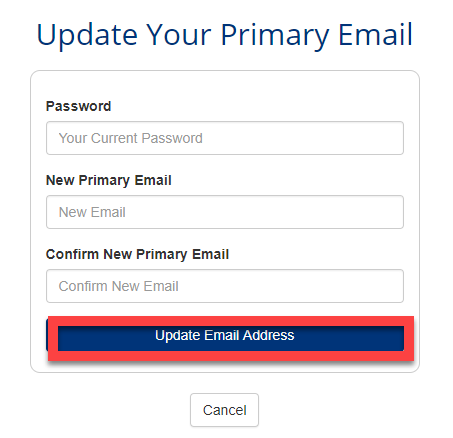 Update Your Primary Email
Password
Your Current Password
New Primary Email
New Email
Confirm New Primary Email
Confirm New Email
Update Email Address
Cancel